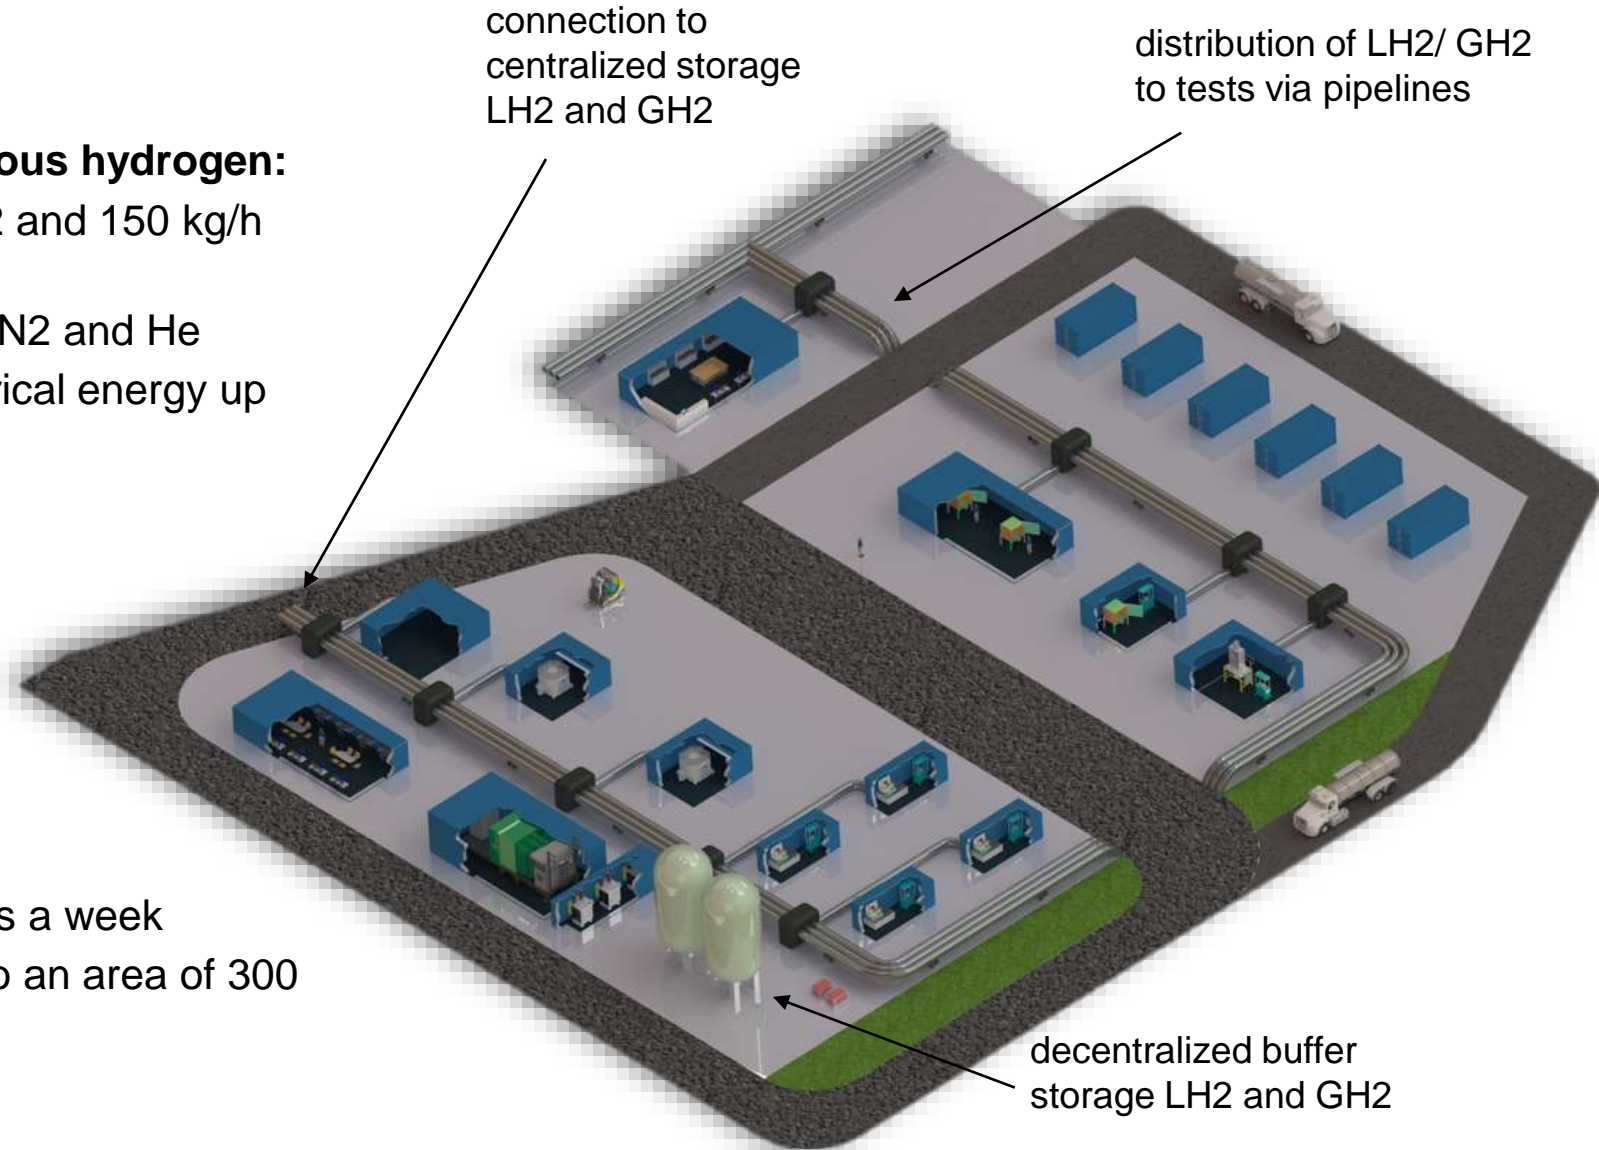 connection to
centralized storage
LH2 and GH2
distribution of LH2/ GH2
to tests via pipelines
ous hydrogen:
2 and 150 kg/h
N2 and He
rical energy up
s a week
o an area of 300
decentralized buffer
storage LH2 and GH2